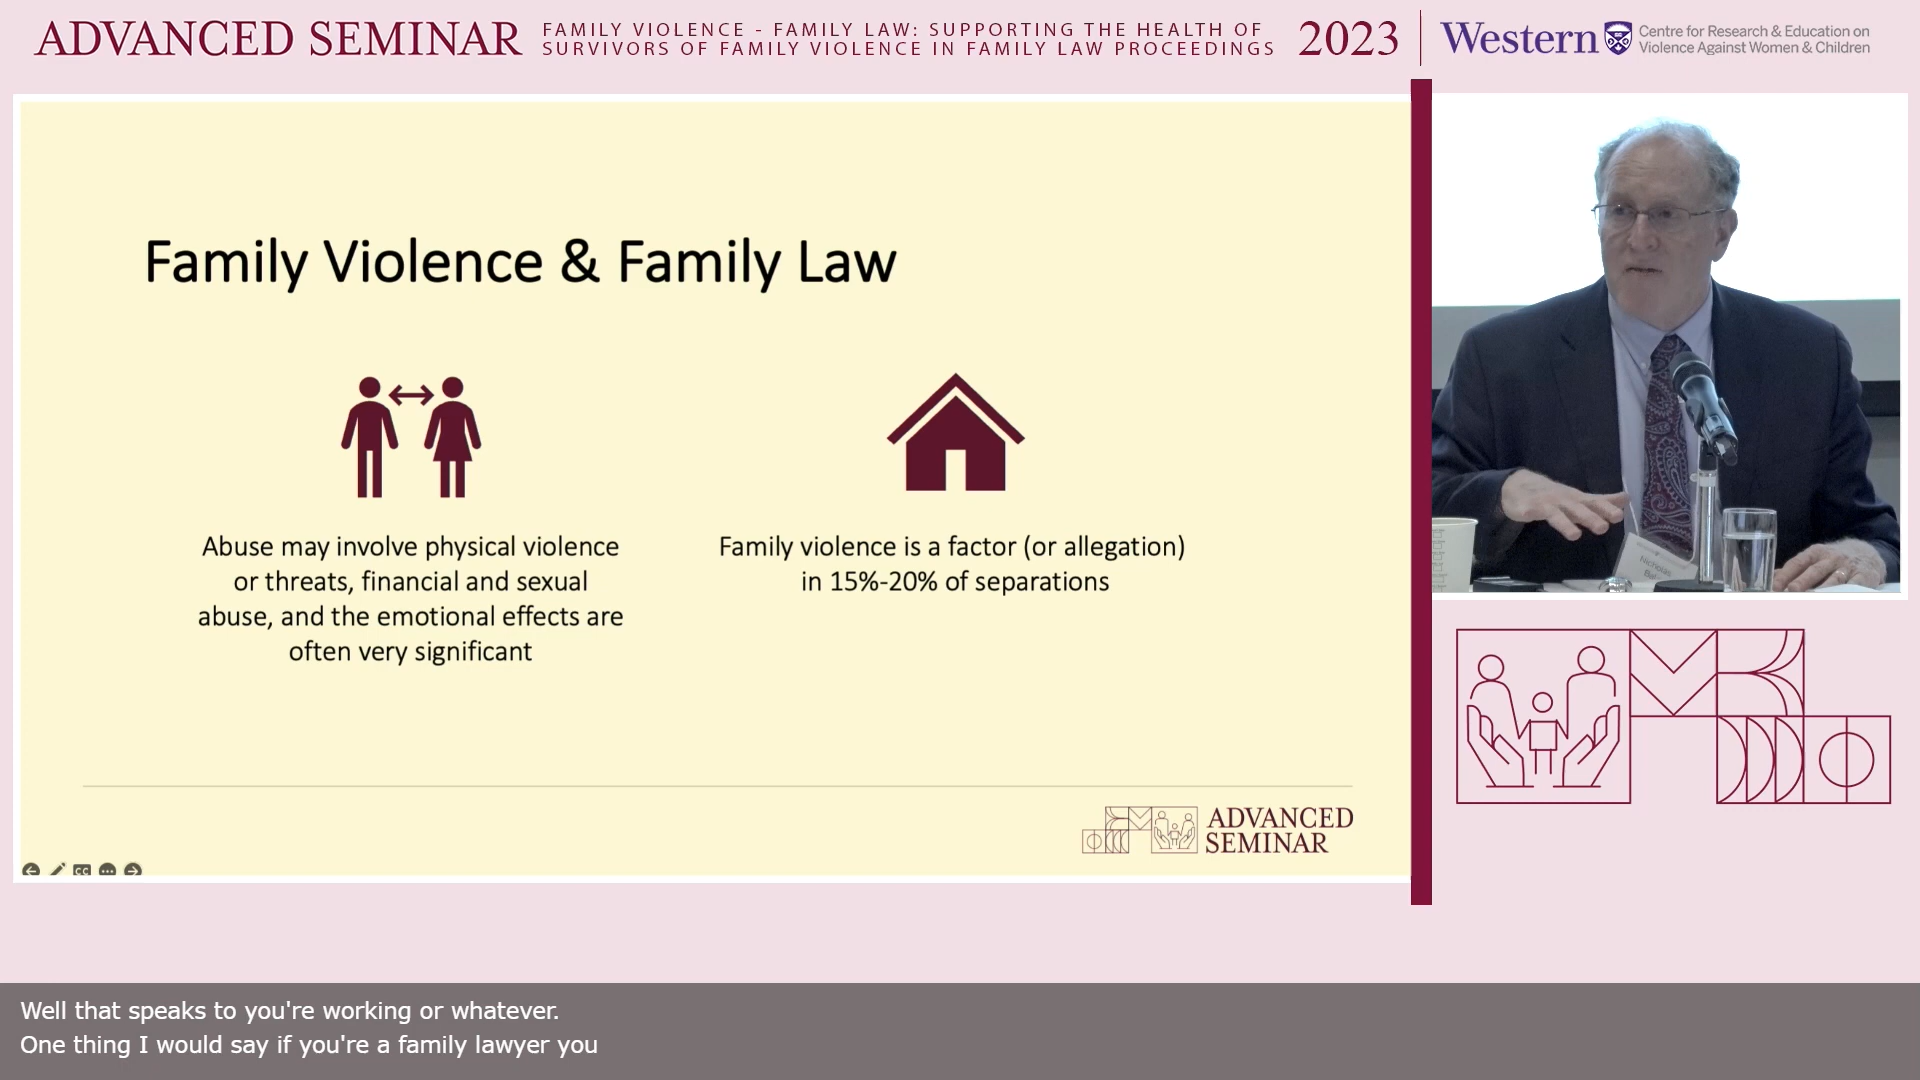 ADVANCED SEMINAR
FAMILY VIOLENCE - FAMILY LAW: SUPPORTING THE HEALTH OF
SURVIVORS OF FAMILY VIOLENCE IN FAMILY LAW PROCEEDINGS
2023
Western
Centre for Research & Education on
Violence Against Women & Children
Family Violence & Family Law
Abuse may involve physical violence
or threats, financial and sexual
abuse, and the emotional effects are
often very significant
Family violence is a factor (or allegation)
in 15%-20% of separations
ADVANCED
SEMINAR
CC
Nicholas
Well that speaks to you're working or whatever.
One thing I would say if you're a family lawyer you